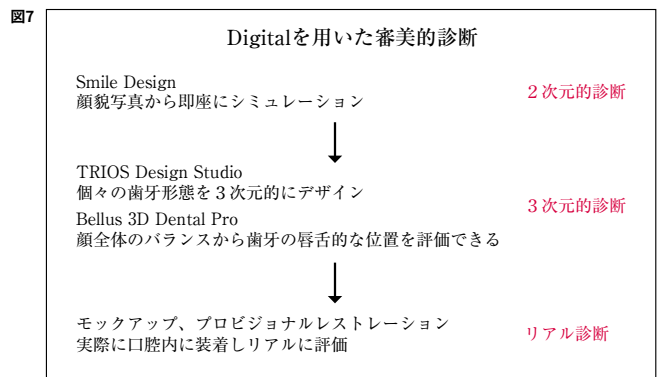 図7
Digitalを用いた審美的診断
Smile Design
顔貌写真から即座にシミュレーション
2次元的診断
TRIOS Design Studio
個々の歯牙形態を3次元的にデザイン
Bellus 3D Dental Pro
顔全体のバランスから歯牙の唇舌的な位置を評価できる
3次元的診断
モックアップ、プロビジョナルレストレーション
実際に口腔内に装着しリアルに評価
リアル診断